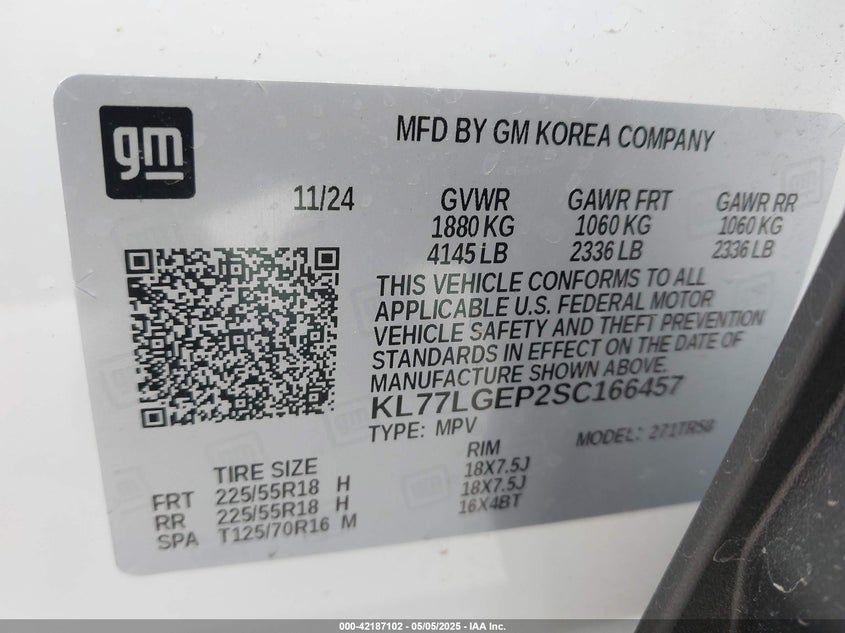 gm
MFD BY GM KOREA COMPANY
11/24
GVWR GAWR FRT GAWR RR
1880 KG 1060 KG 1060 KG
4145 LB 2336 LB 2336 LB
THIS VEHICLE CONFORMS TO ALL
APPLICABLE U.S. FEDERAL MOTOR
VEHICLE SAFETY AND THEFT PREVENTION
STANDARDS IN EFFECT ON THE DATE OF
MANUFACTURE SHOWN ABOVE.
KL77LGEP2SC166457
TYPE: MPV MODEL: 271TR58
TIRE SIZE RIM
FRT 225/55R18 H 18X7.5J
RR 225/55R18 H 18X7.5J
SPA T125/70R16 M 16X4BT
000-42187102 - 05/05/2025 - IAA Inc.